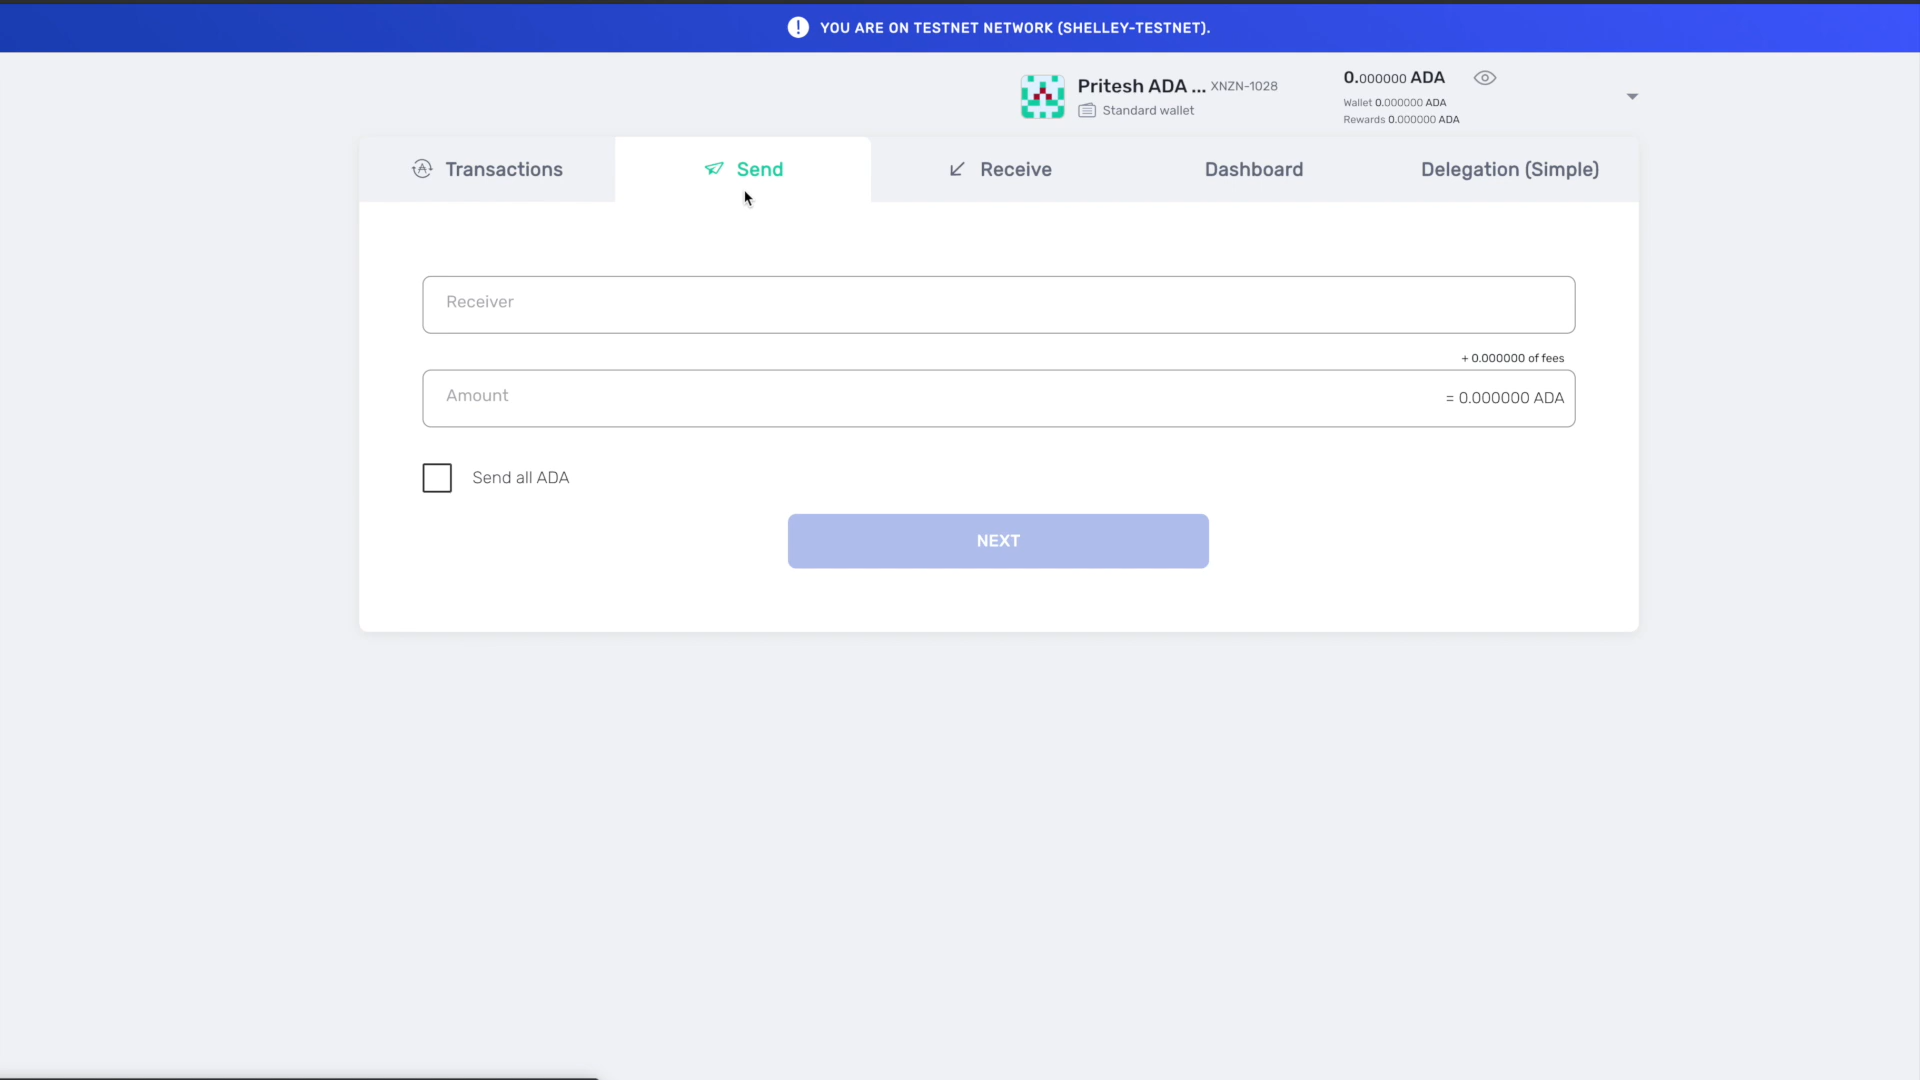 YOU ARE ON TESTNET NETWORK (SHELLEY-TESTNET).
Pritesh ADA ... XNZN-1028
Standard wallet
0.000000 ADA
Wallet 0.000000 ADA
Rewards 0.000000 ADA
Transactions
Send
Receive
Dashboard
Delegation (Simple)
Receiver
+ 0.000000 of fees
Amount
= 0.000000 ADA
Send all ADA
NEXT